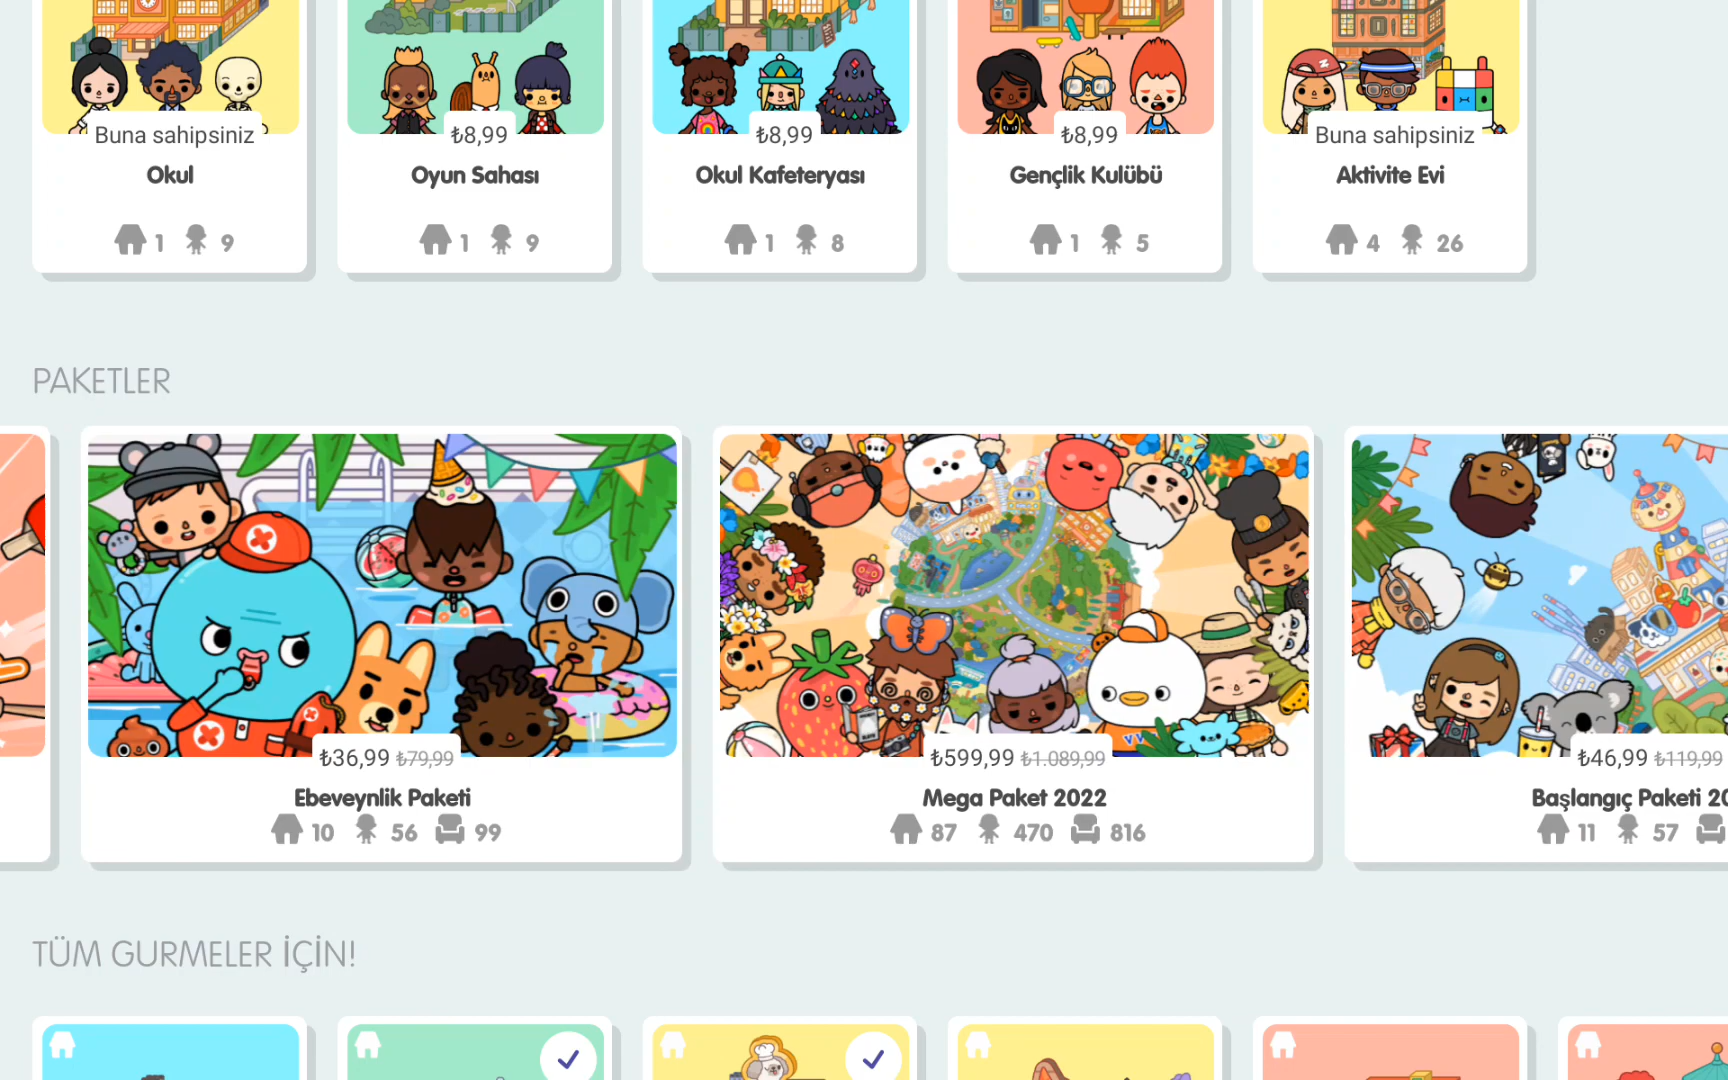 Buna sahipsiniz
Okul
1 9
₺8,99
Oyun Sahası
1 9
₺8,99
Okul Kafeteryası
1 8
₺8,99
Gençlik Kulübü
1 5
Buna sahipsiniz
Aktivite Evi
4 26
PAKETLER
₺36,99 ₺79,99
Ebeveynlik Paketi
10 56 99
₺599,99 ₺1.089,99
Mega Paket 2022
87 470 816
₺46,99 ₺119,99
Başlangıç Paketi 20
11 57
TÜM GURMELER İÇİN!